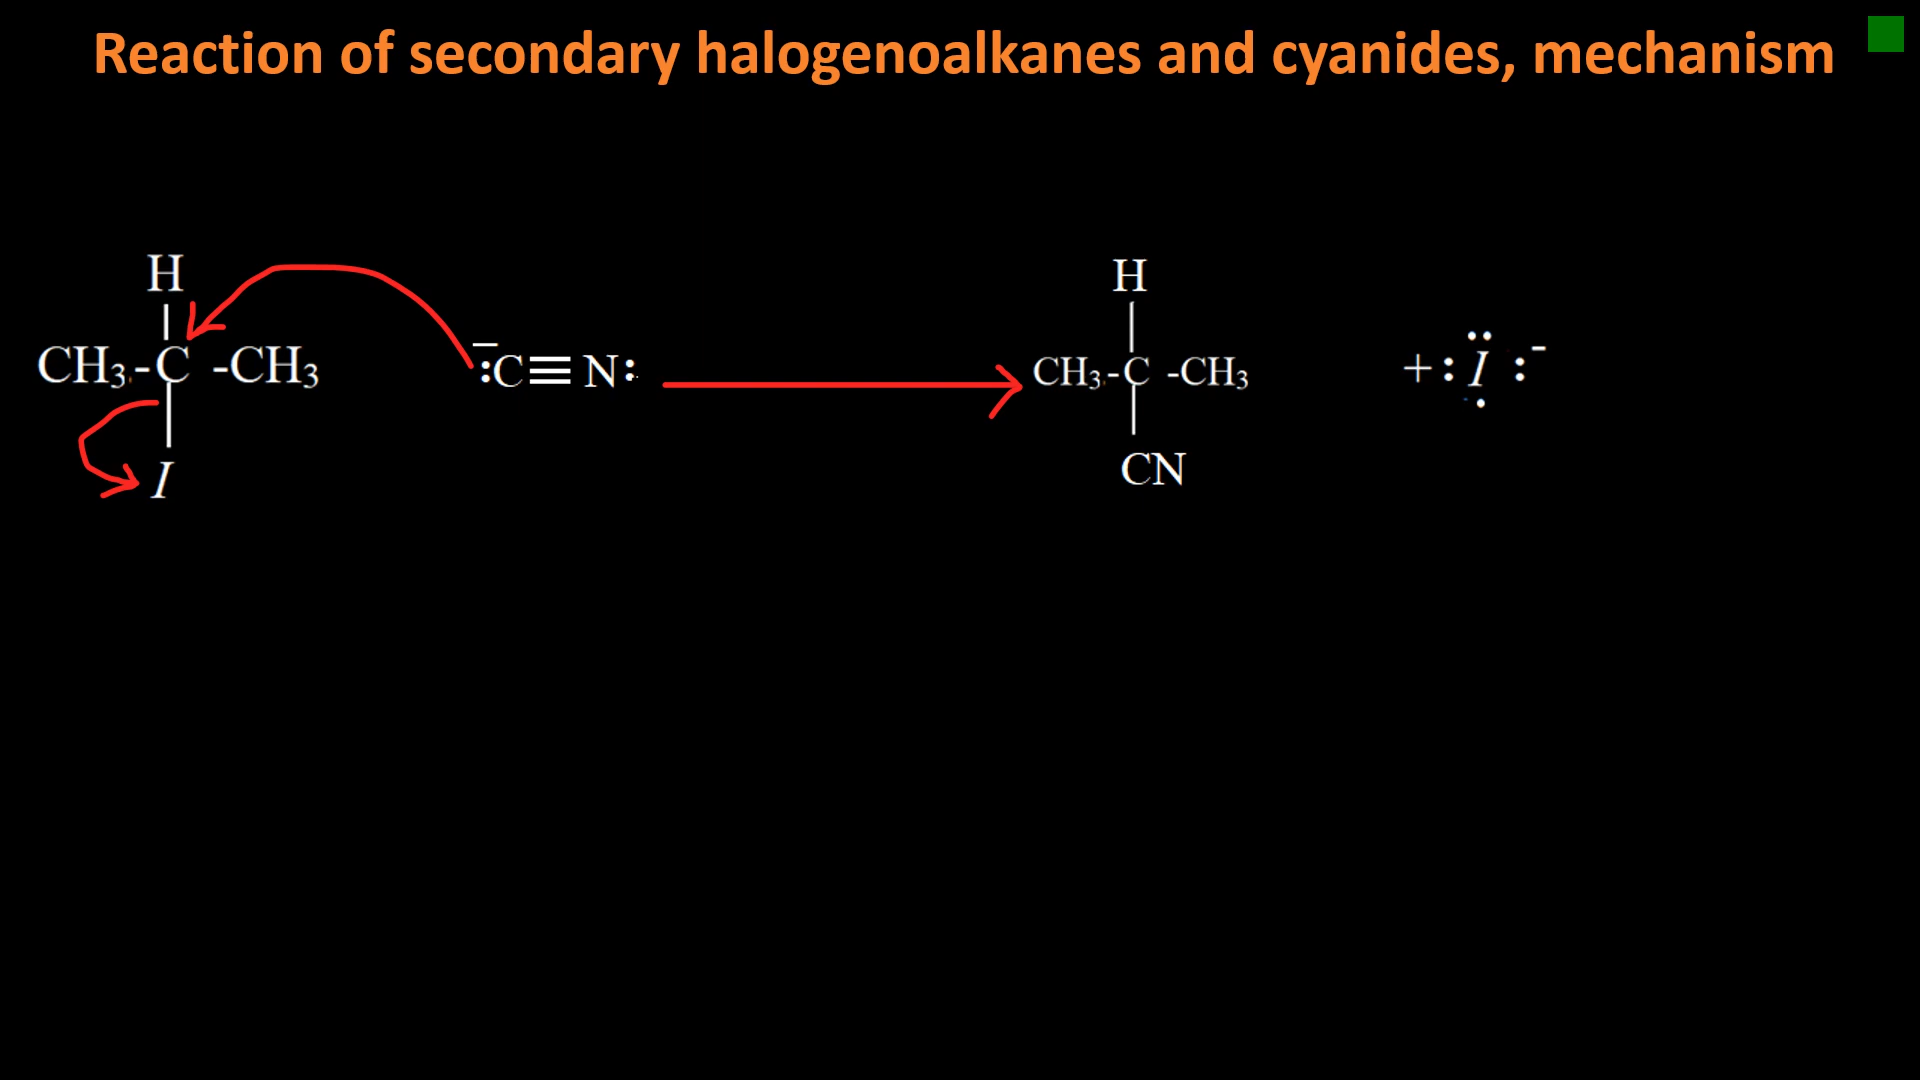 Reaction of secondary halogenoalkanes and cyanides, mechanism
H
CH₃-C -CH₃
I
:C̄≡N:
H
CH₃-C -CH₃
CN
+ :I:⁻